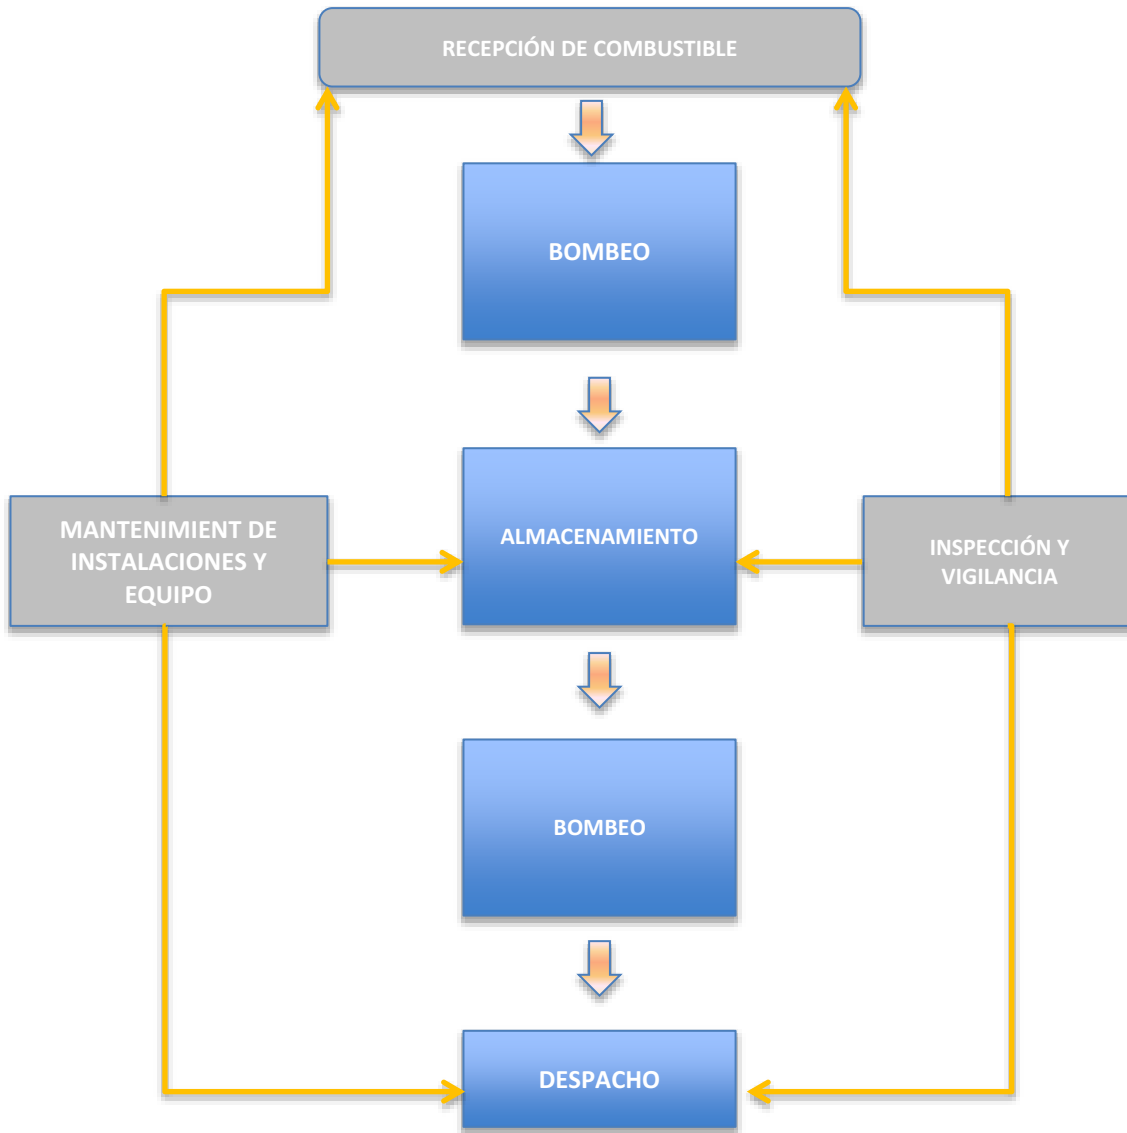 RECEPCIÓN DE COMBUSTIBLE
BOMBEO
ALMACENAMIENTO
MANTENIMIENT DE
INSTALACIONES Y
EQUIPO
INSPECCIÓN Y
VIGILANCIA
BOMBEO
DESPACHO